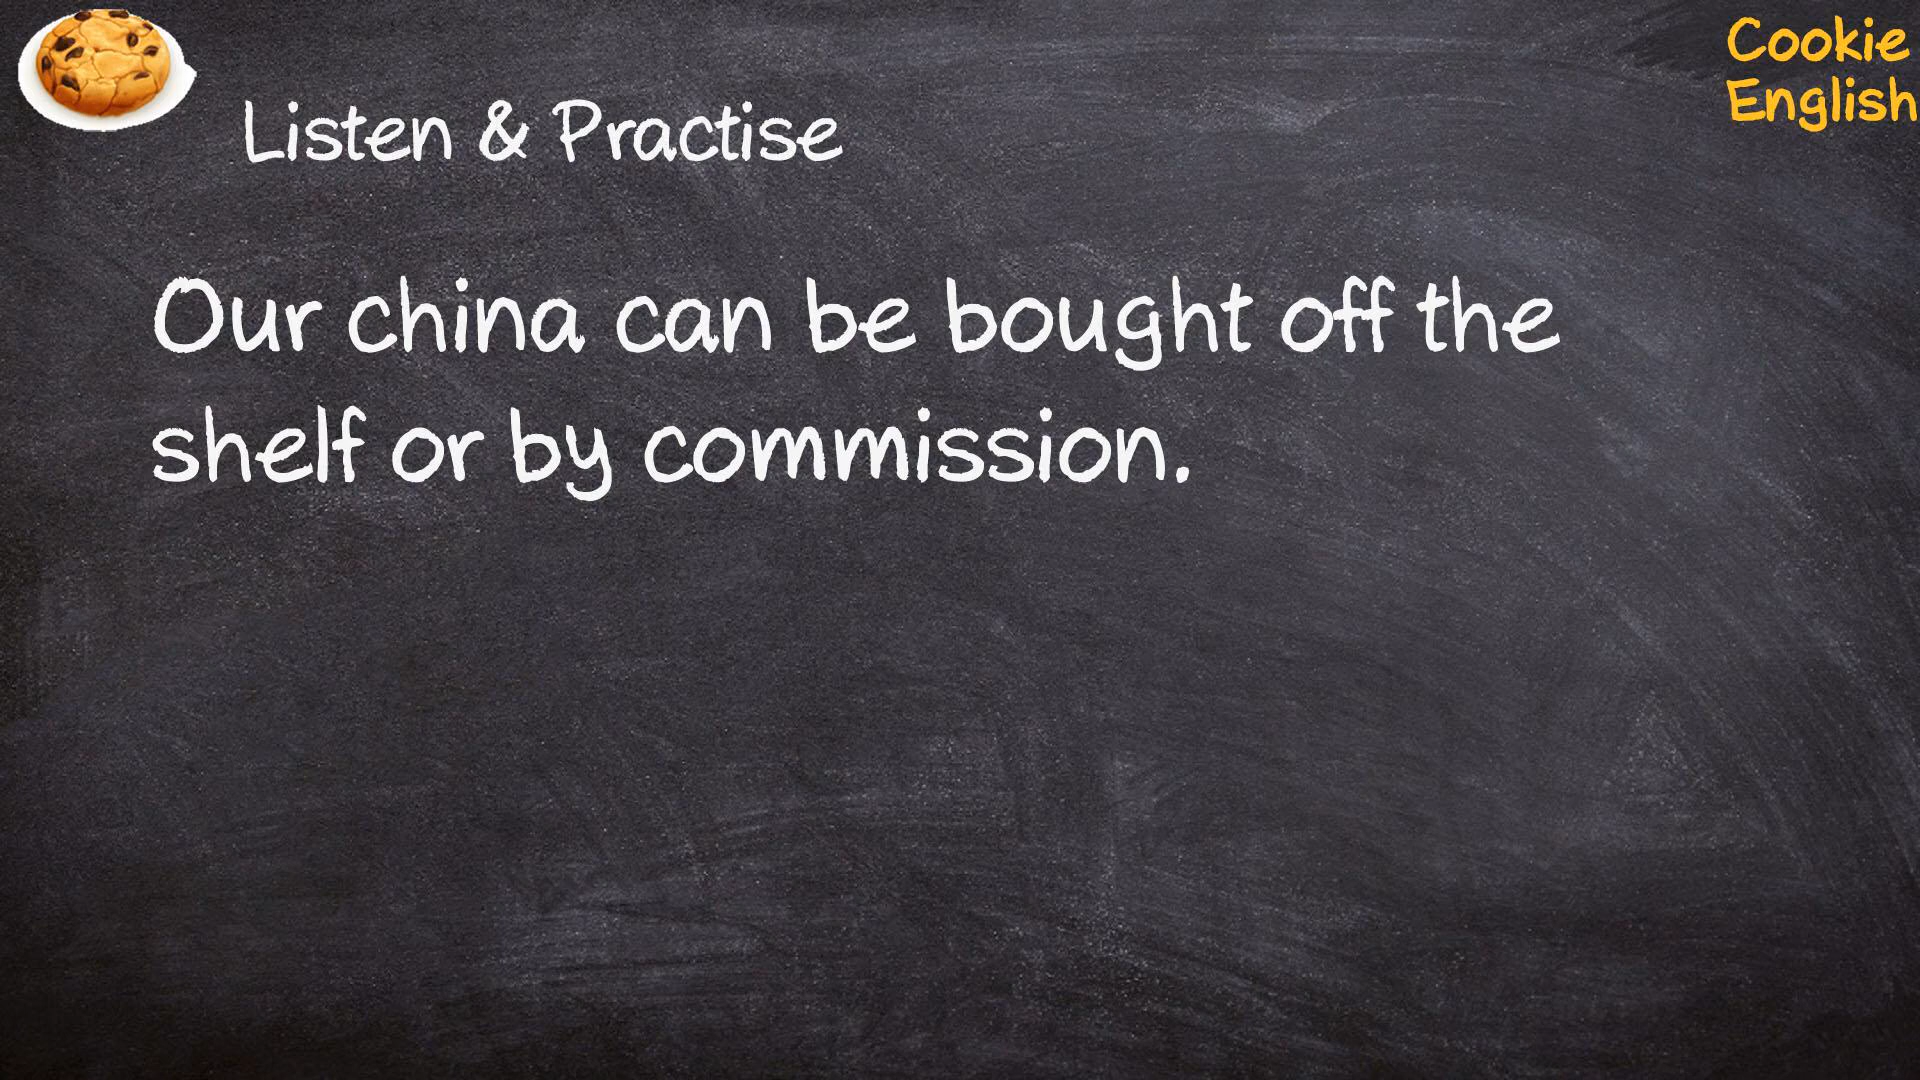 Cookie
English
Listen & Practise
Our china can be bought off the
shelf or by commission.